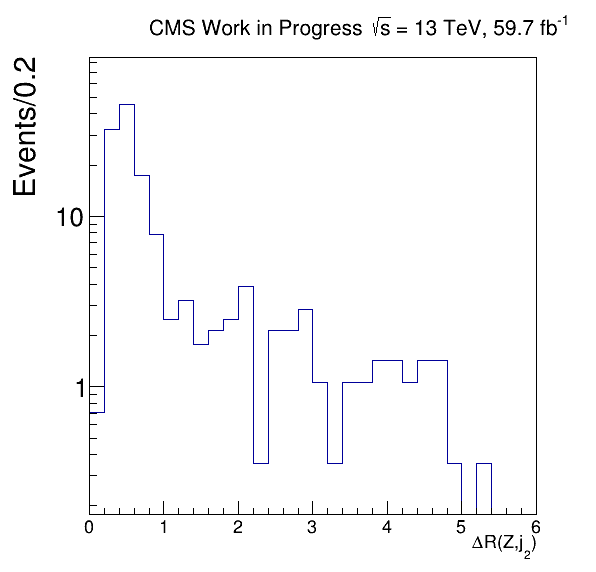 CMS Work in Progress √s = 13 TeV, 59.7 fb⁻¹
Events/0.2
10
1
0 1 2 3 4 5 6
ΔR(Z,j₂)